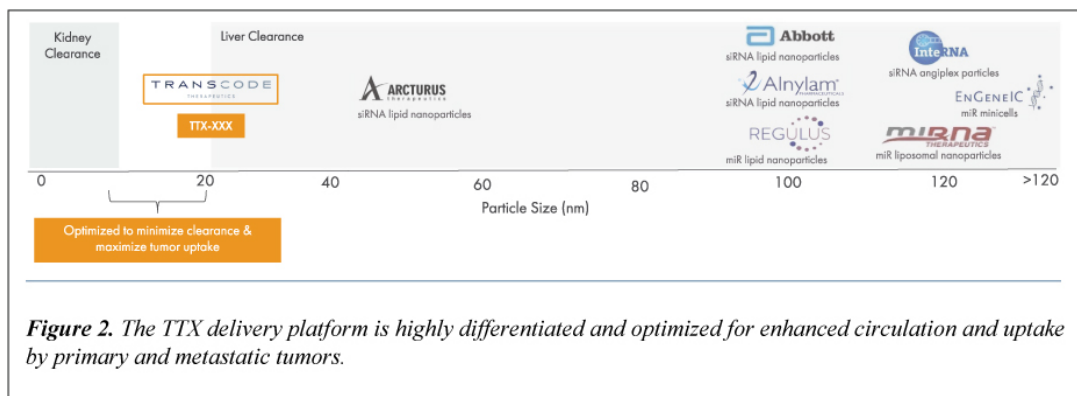 Kidney
Clearance
Liver Clearance
TRANSCODE
THERAPEUTICS
TTX-XXX
ARCTURUS
therapeutics
siRNA lipid nanoparticles
Abbott
siRNA lipid nanoparticles
Alnylam
PHARMACEUTICALS
siRNA lipid nanoparticles
REGULUS
miR lipid nanoparticles
InteRNA
siRNA angiplex particles
ENGENEIC
miR minicells
miRna
THERAPEUTICS
miR liposomal nanoparticles
0 20 40 60 80 100 120 >120
Particle Size (nm)
Optimized to minimize clearance &
maximize tumor uptake
Figure 2. The TTX delivery platform is highly differentiated and optimized for enhanced circulation and uptake
by primary and metastatic tumors.